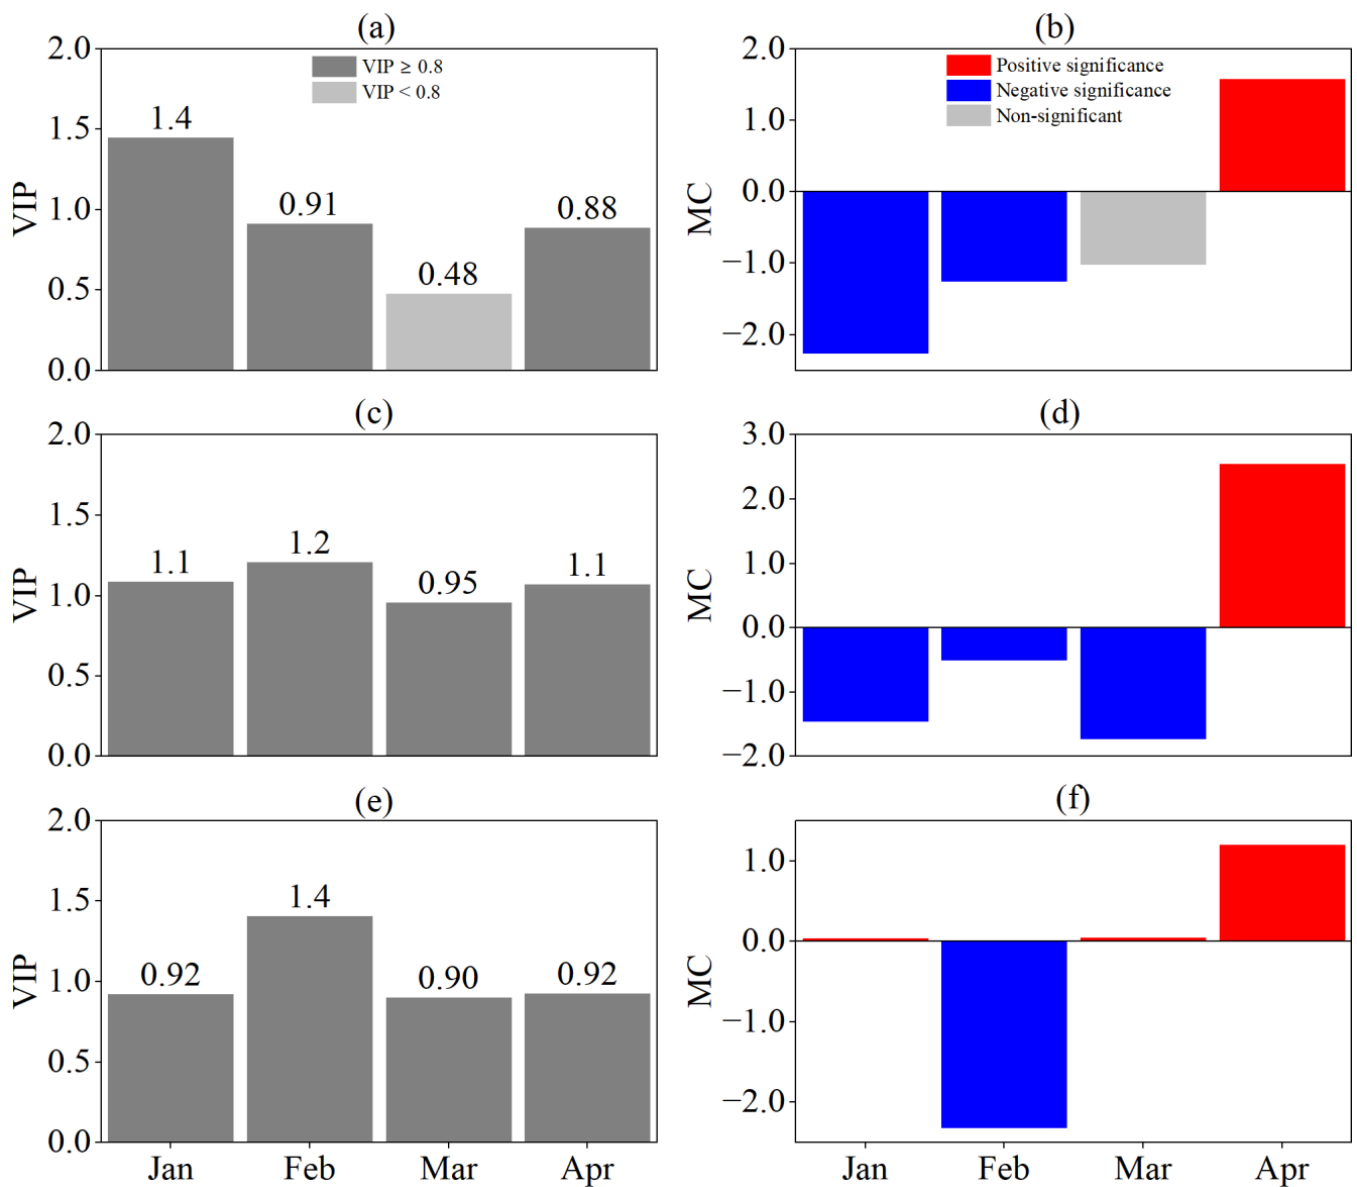 (a)
2.0
1.5
1.0
0.5
0.0
VIP
VIP ≥ 0.8
VIP < 0.8
1.4
0.91
0.48
0.88
(b)
2.0
1.0
0.0
−1.0
−2.0
MC
Positive significance
Negative significance
Non-significant
(c)
2.0
1.5
1.0
0.5
0.0
VIP
1.1
1.2
0.95
1.1
(d)
3.0
2.0
1.0
0.0
−1.0
−2.0
MC
(e)
2.0
1.5
1.0
0.5
0.0
VIP
0.92
1.4
0.90
0.92
Jan Feb Mar Apr
(f)
1.0
0.0
−1.0
−2.0
MC
Jan Feb Mar Apr